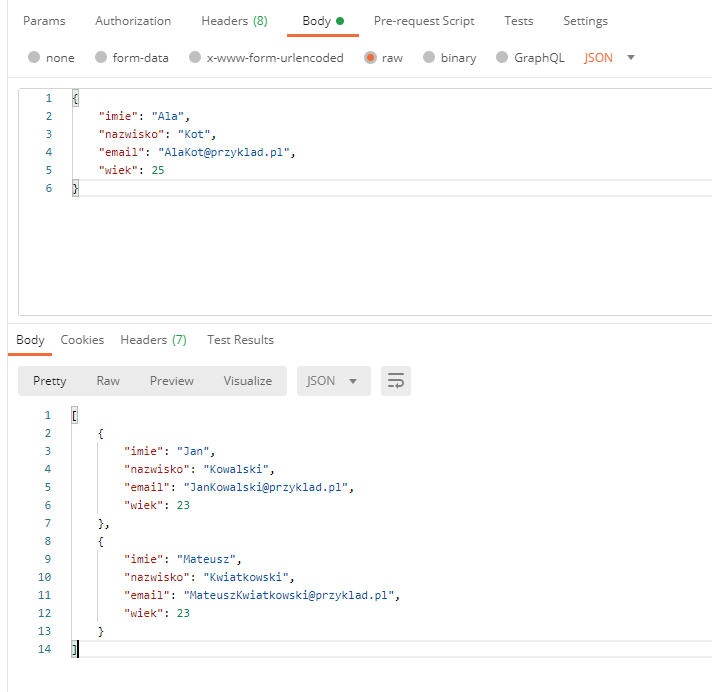 Params Authorization Headers (8) Body Pre-request Script Tests Settings
none form-data x-www-form-urlencoded raw binary GraphQL JSON
1 {
2 "imie": "Ala",
3 "nazwisko": "Kot",
4 "email": "AlaKot@przyklad.pl",
5 "wiek": 25
6 }
Body Cookies Headers (7) Test Results
Pretty Raw Preview Visualize JSON
1 [
2 {
3 "imie": "Jan",
4 "nazwisko": "Kowalski",
5 "email": "JanKowalski@przyklad.pl",
6 "wiek": 23
7 },
8 {
9 "imie": "Mateusz",
10 "nazwisko": "Kwiatkowski",
11 "email": "MateuszKwiatkowski@przyklad.pl",
12 "wiek": 23
13 }
14 ]